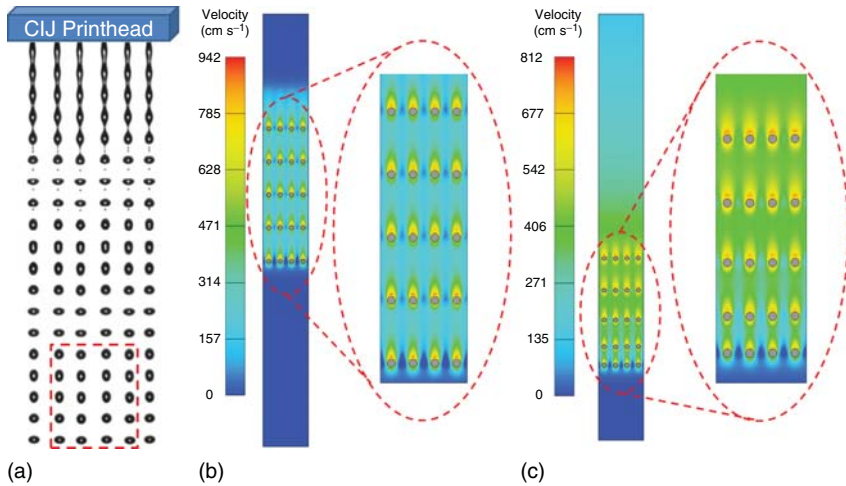 CIJ Printhead
Velocity
(cm s⁻¹)
942
785
628
471
314
157
0
Velocity
(cm s⁻¹)
812
677
542
406
271
135
0
(a)
(b)
(c)